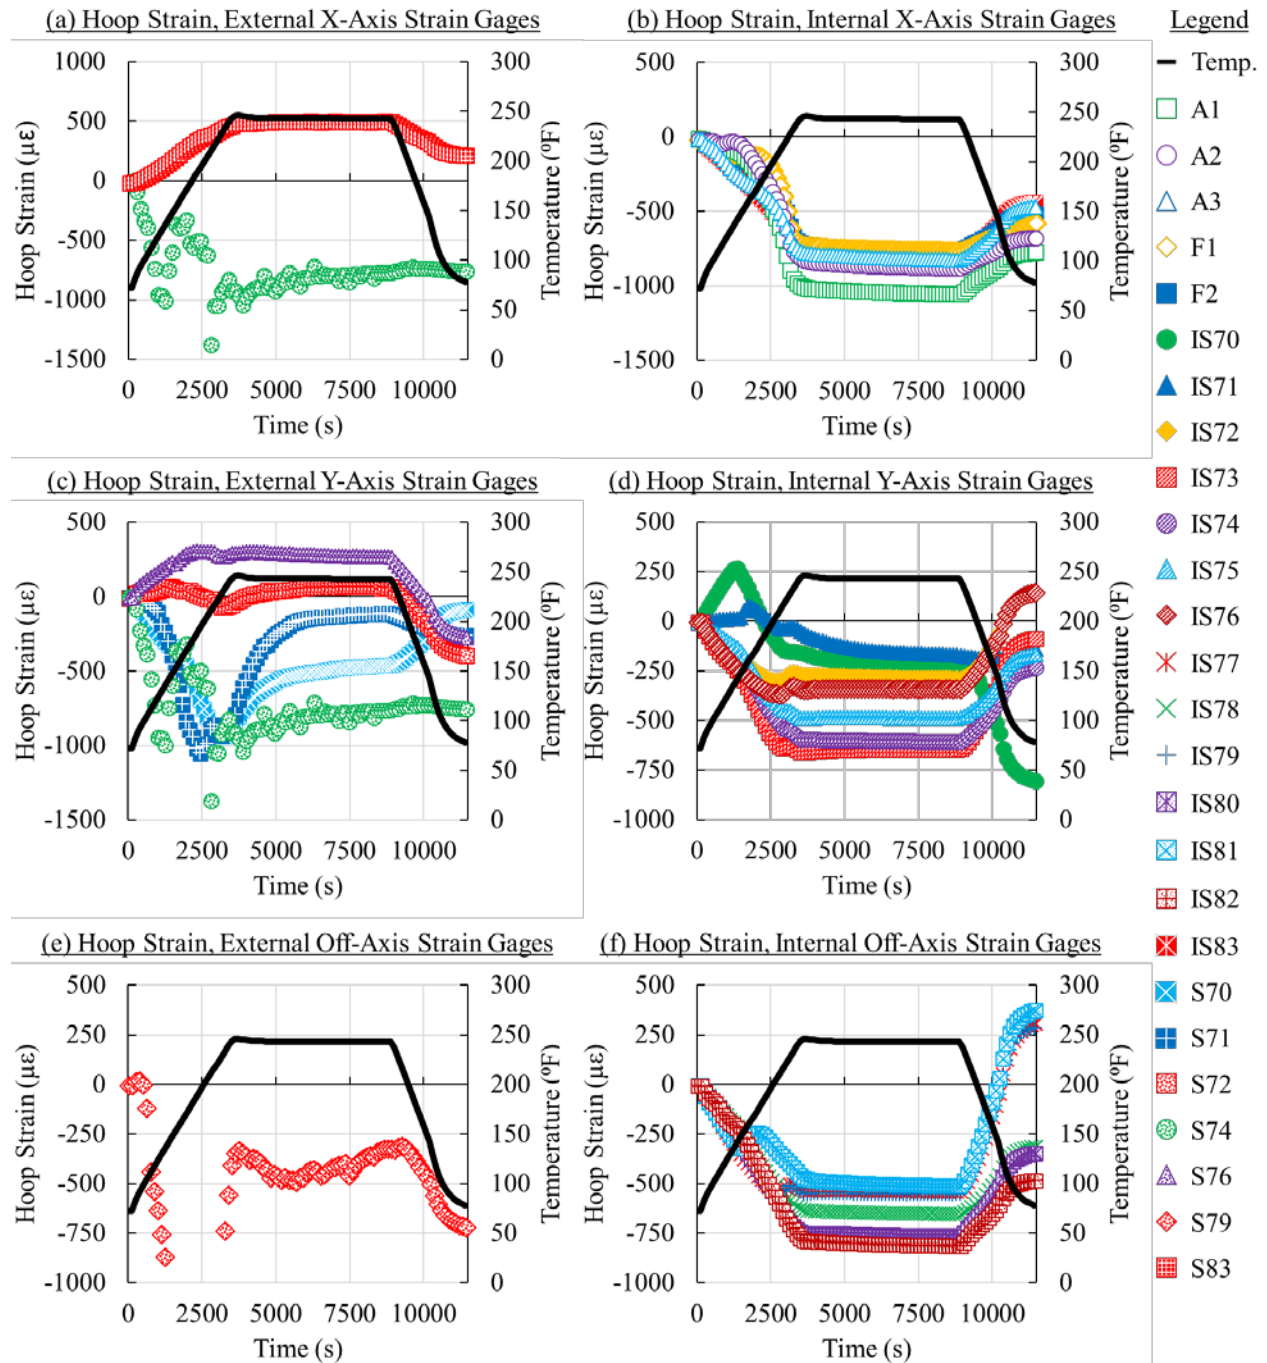 (a) Hoop Strain, External X-Axis Strain Gages
1000
500
0
-500
-1000
-1500
Hoop Strain (με)
300
250
200
150
100
50
0
Temperature (ºF)
0 2500 5000 7500 10000
Time (s)
(b) Hoop Strain, Internal X-Axis Strain Gages
500
0
-500
-1000
-1500
Hoop Strain (με)
300
250
200
150
100
50
0
Temperature (ºF)
0 2500 5000 7500 10000
Time (s)
(c) Hoop Strain, External Y-Axis Strain Gages
500
0
-500
-1000
-1500
Hoop Strain (με)
300
250
200
150
100
50
0
Temperature (ºF)
0 2500 5000 7500 10000
Time (s)
(d) Hoop Strain, Internal Y-Axis Strain Gages
500
250
0
-250
-500
-750
-1000
Hoop Strain (με)
300
250
200
150
100
50
0
Temperature (ºF)
0 2500 5000 7500 10000
Time (s)
(e) Hoop Strain, External Off-Axis Strain Gages
500
250
0
-250
-500
-750
-1000
Hoop Strain (με)
300
250
200
150
100
50
0
Temperature (ºF)
0 2500 5000 7500 10000
Time (s)
(f) Hoop Strain, Internal Off-Axis Strain Gages
500
250
0
-250
-500
-750
-1000
Hoop Strain (με)
300
250
200
150
100
50
0
Temperature (ºF)
0 2500 5000 7500 10000
Time (s)
Legend
Temp.
A1
A2
A3
F1
F2
IS70
IS71
IS72
IS73
IS74
IS75
IS76
IS77
IS78
IS79
IS80
IS81
IS82
IS83
S70
S71
S72
S74
S76
S79
S83